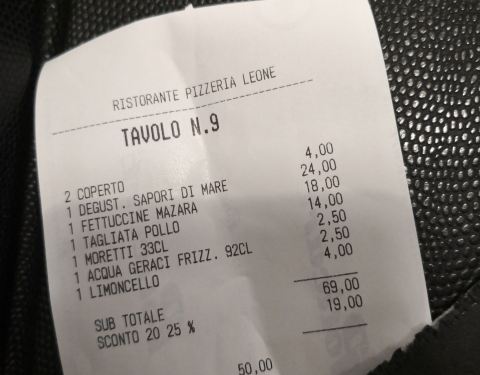 RISTORANTE PIZZERIA LEONE
TAVOLO N.9
2 COPERTO 4,00
1 DEGUST. SAPORI DI MARE 24,00
1 FETTUCCINE MAZARA 18,00
1 TAGLIATA POLLO 14,00
1 MORETTI 33CL 2,50
1 ACQUA GERACI FRIZZ. 92CL 2,50
1 LIMONCELLO 4,00
SUB TOTALE 69,00
SCONTO 20 25 % 19,00
50,00